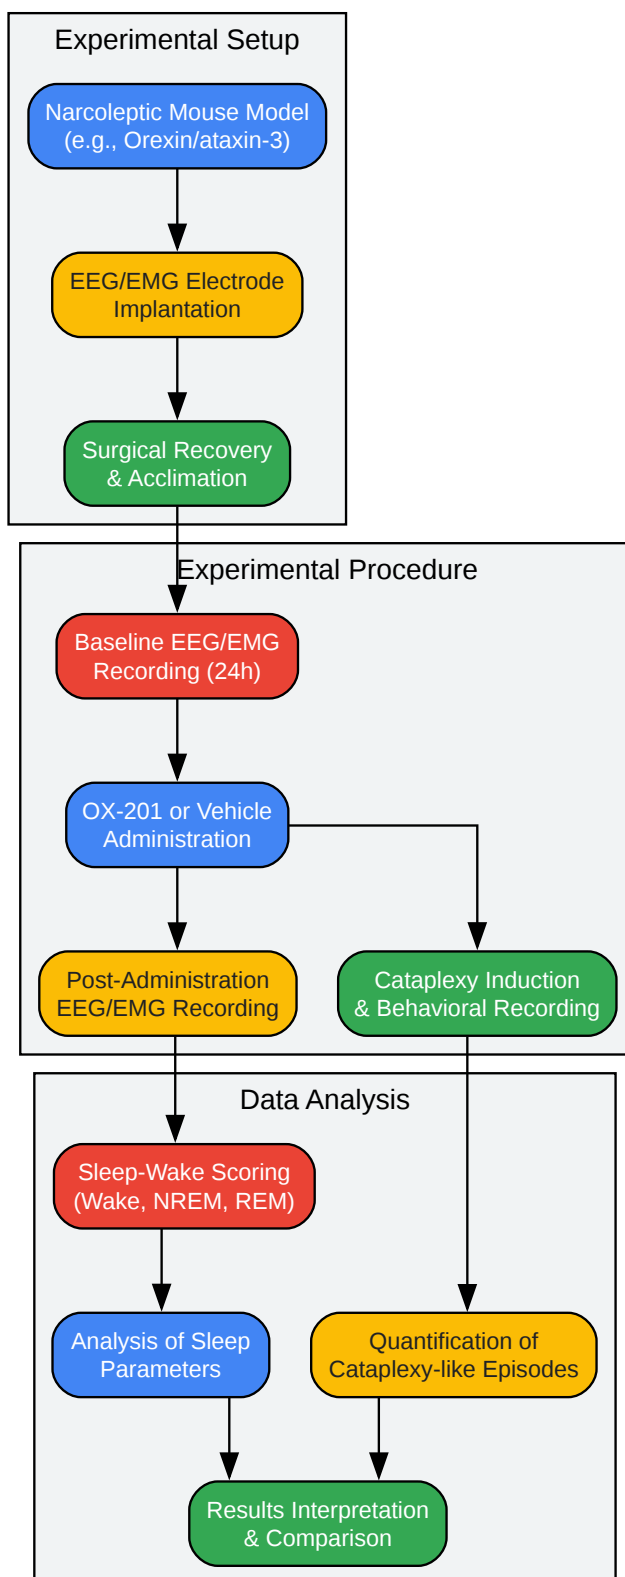 Experimental Setup
Narcoleptic Mouse Model
(e.g., Orexin/ataxin-3)
EEG/EMG Electrode
Implantation
Surgical Recovery
& Acclimation
Experimental Procedure
Baseline EEG/EMG
Recording (24h)
OX-201 or Vehicle
Administration
Post-Administration
EEG/EMG Recording
Cataplexy Induction
& Behavioral Recording
Data Analysis
Sleep-Wake Scoring
(Wake, NREM, REM)
Analysis of Sleep
Parameters
Quantification of
Cataplexy-like Episodes
Results Interpretation
& Comparison